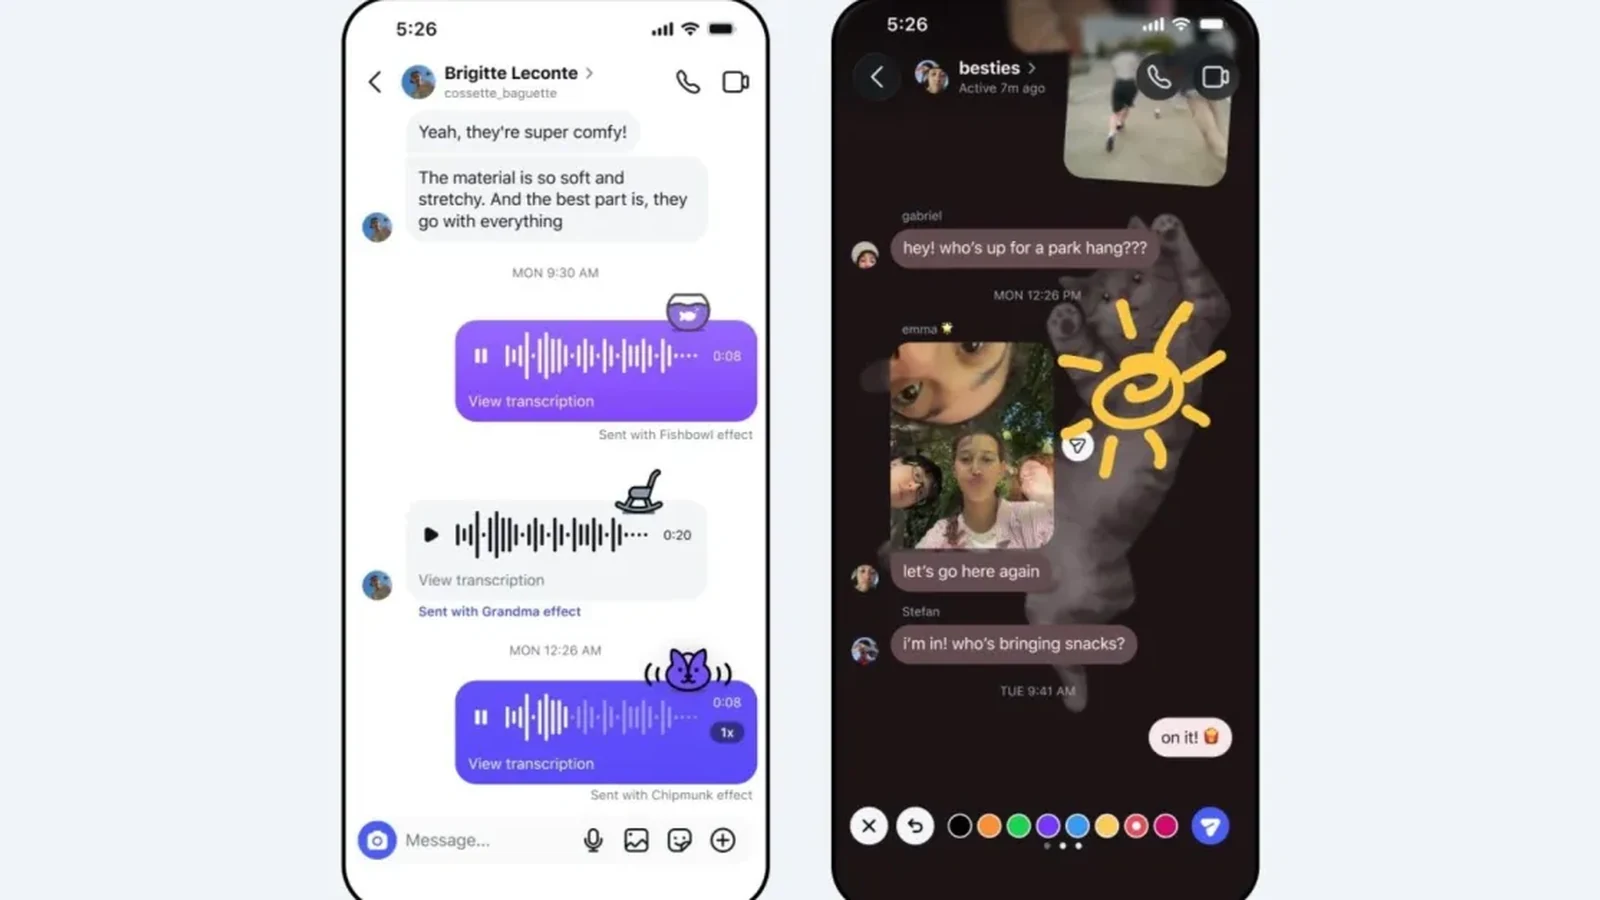 5:26
Brigitte Leconte
cossette_baguette
Yeah, they're super comfy!
The material is so soft and
stretchy. And the best part is, they
go with everything
MON 9:30 AM
0:08
View transcription
Sent with Fishbowl effect
0:20
View transcription
Sent with Grandma effect
MON 12:26 AM
0:08
1x
View transcription
Sent with Chipmunk effect
Message...
5:26
besties
Active 7m ago
gabriel
hey! who's up for a park hang???
MON 12:26 PM
emma 🌟
let's go here again
Stefan
i'm in! who's bringing snacks?
TUE 9:41 AM
on it! 🍟